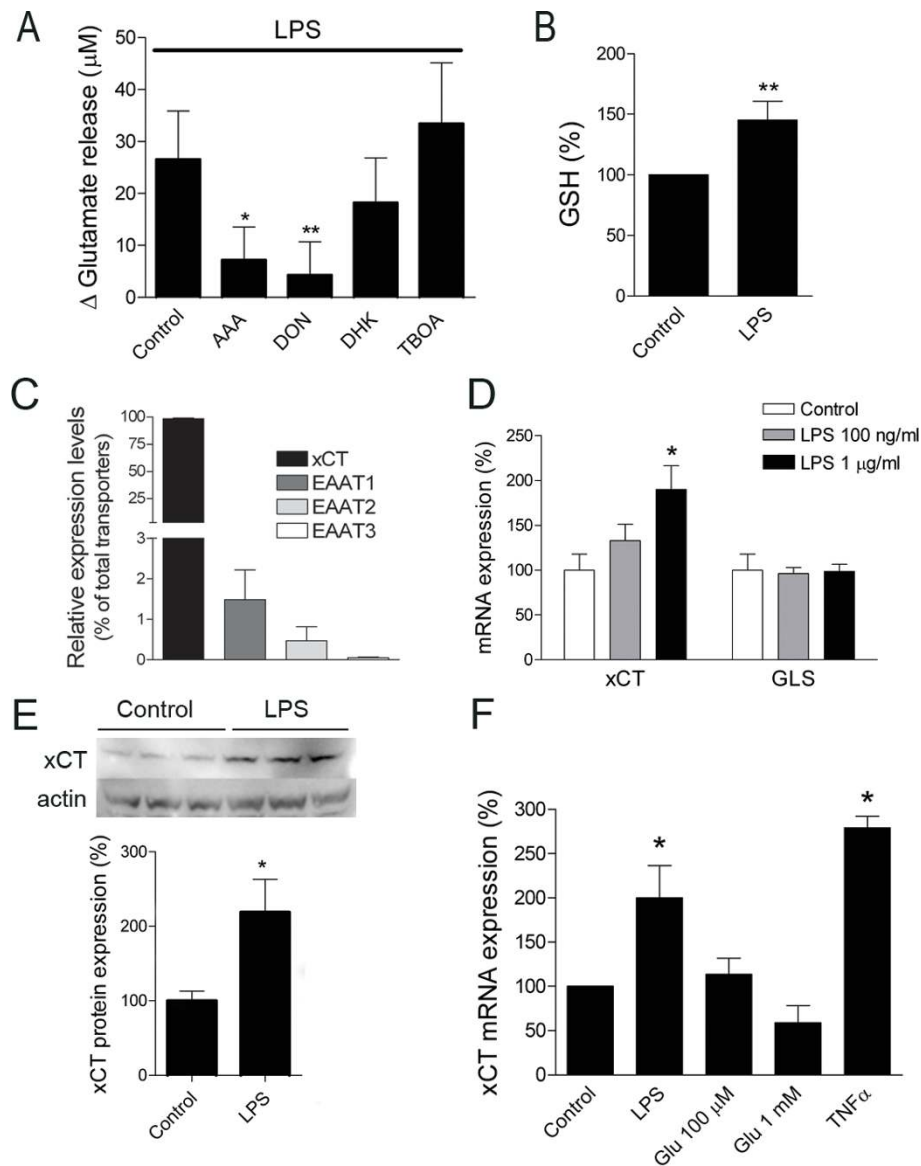 A
LPS
Δ Glutamate release (μM)
50
40
30
20
10
0
*
**
Control
AAA
DON
DHK
TBOA
B
GSH (%)
200
150
100
50
0
**
Control
LPS
C
Relative expression levels
(% of total transporters)
100
75
50
25
3
2
1
0
xCT
EAAT1
EAAT2
EAAT3
D
Control
LPS 100 ng/ml
LPS 1 μg/ml
mRNA expression (%)
250
200
150
100
50
0
*
xCT
GLS
E
Control
LPS
xCT
actin
xCT protein expression (%)
300
200
100
0
*
Control
LPS
F
xCT mRNA expression (%)
300
250
200
150
100
50
0
*
*
Control
LPS
Glu 100 μM
Glu 1 mM
TNFα